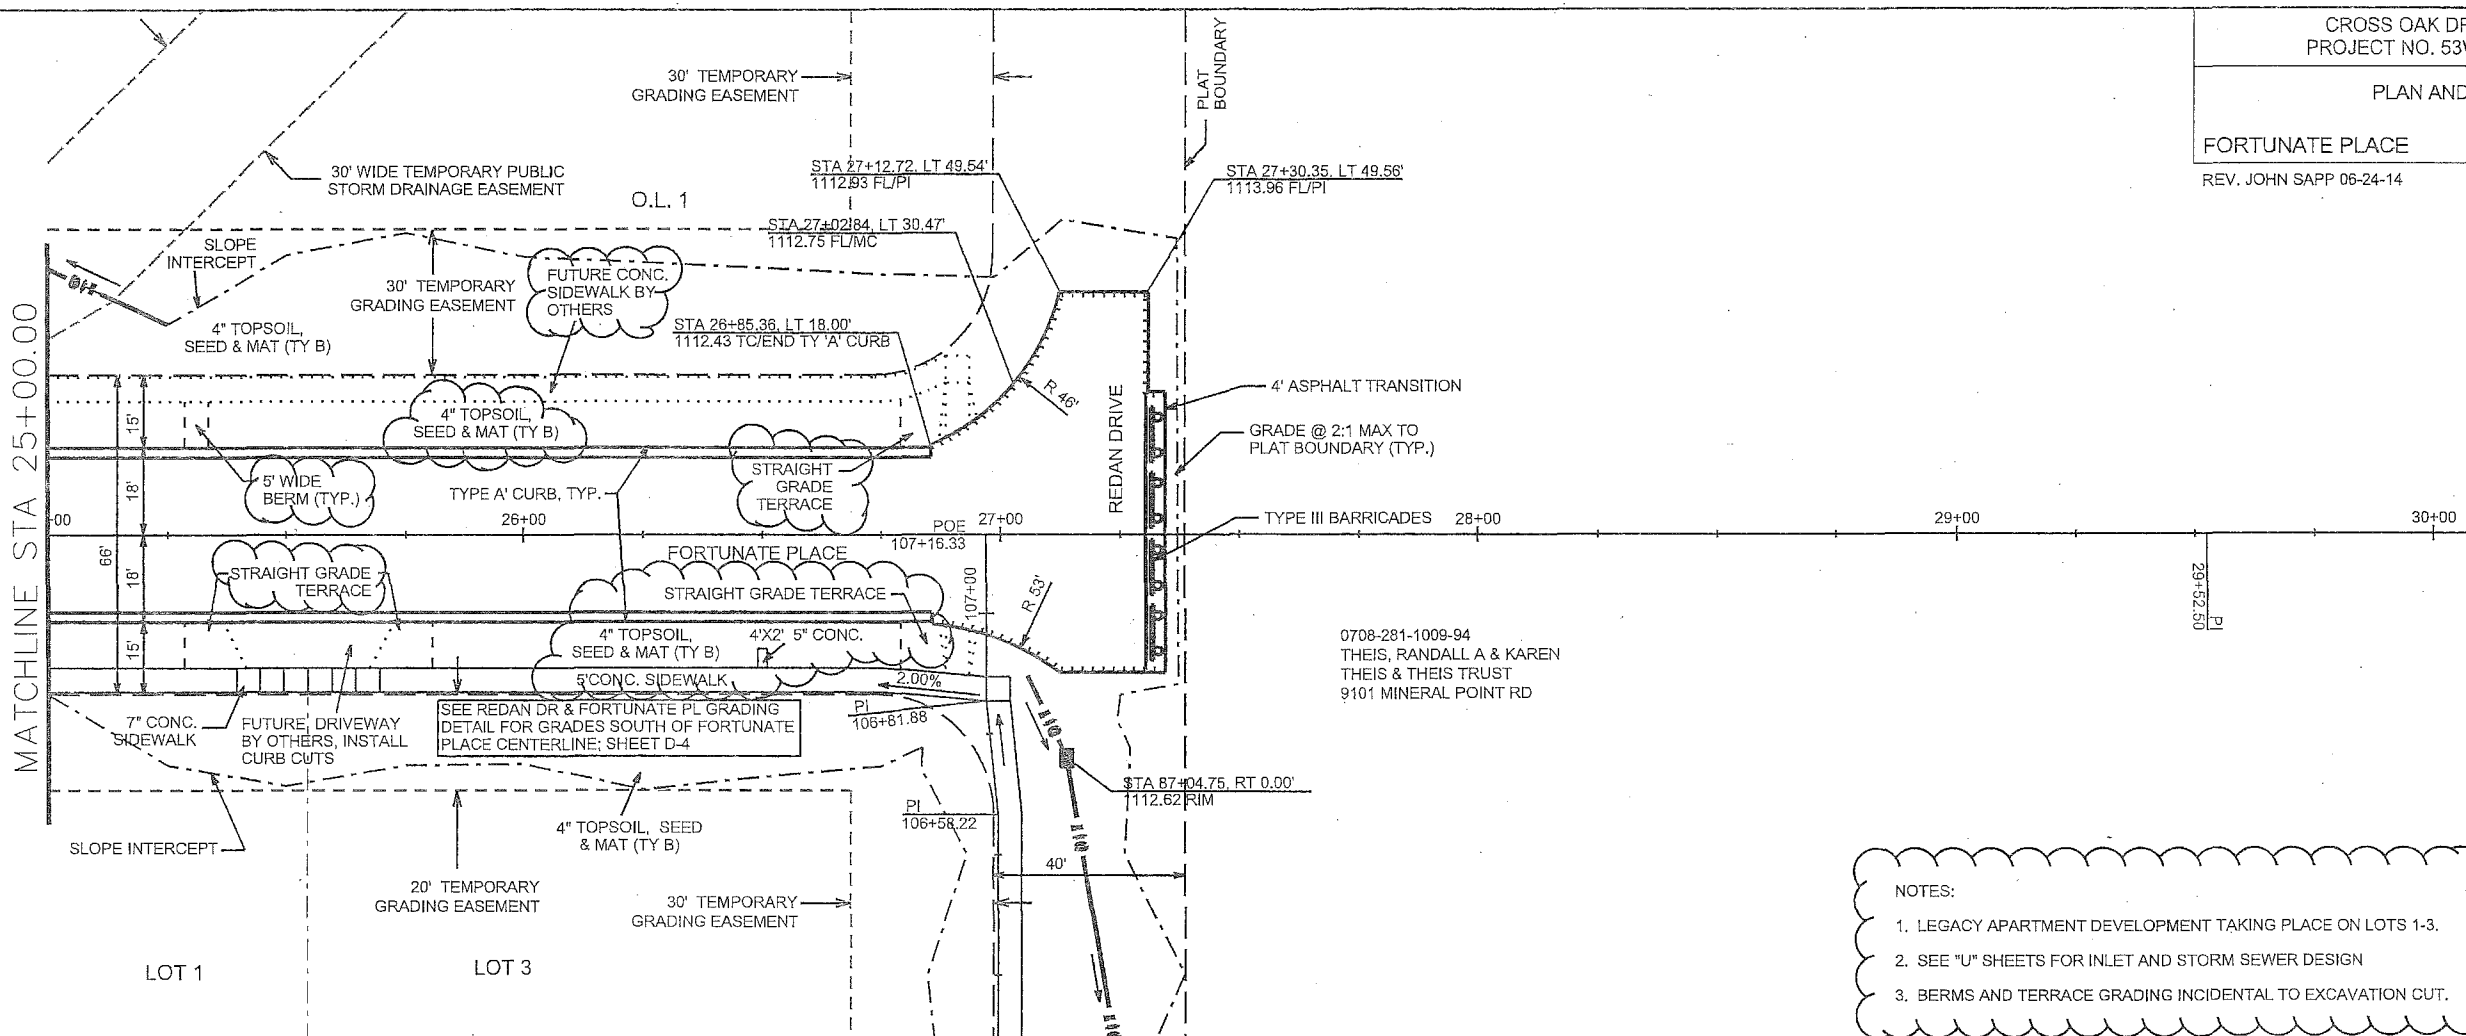 CROSS OAK
PROJECT NO.
PLAN AND
FORTUNATE PLACE
REV. JOHN SAPP 06-24-14
PLAT
BOUNDARY
30' TEMPORARY
GRADING EASEMENT
30' WIDE TEMPORARY PUBLIC
STORM DRAINAGE EASEMENT
O.L. 1
STA 27+12.72, LT 49.54'
1112.93 FL/PI
STA 27+30.35, LT 49.56'
1113.96 FL/PI
STA 27+02.84, LT 30.47'
1112.75 FL/MC
SLOPE
INTERCEPT
30' TEMPORARY
GRADING EASEMENT
FUTURE CONC.
SIDEWALK BY
OTHERS
4" TOPSOIL,
SEED & MAT (TY B)
STA 26+85.36, LT 18.00'
1112.43 TC/END TY 'A' CURB
R 46'
MATCHLINE STA 25+00.00
REDAN DRIVE
4' ASPHALT TRANSITION
15'
4" TOPSOIL,
SEED & MAT (TY B)
GRADE @ 2:1 MAX TO
PLAT BOUNDARY (TYP.)
5' WIDE
BERM (TYP.)
18'
TYPE A' CURB, TYP.
STRAIGHT
GRADE
TERRACE
00
26+00
27+00
28+00
29+00
30+00
TYPE III BARRICADES
POE
107+16.33
66'
18'
STRAIGHT GRADE
TERRACE
FORTUNATE PLACE
STRAIGHT GRADE TERRACE
107+00
R 53'
29+52.50
PI
15'
4" TOPSOIL,
SEED & MAT (TY B)
4'X2' 5" CONC.
5'CONC. SIDEWALK
2.00%
0708-281-1009-94
THEIS, RANDALL A & KAREN
THEIS & THEIS TRUST
9101 MINERAL POINT RD
7" CONC.
SIDEWALK
FUTURE DRIVEWAY
BY OTHERS, INSTALL
CURB CUTS
SEE REDAN DR & FORTUNATE PL GRADING
DETAIL FOR GRADES SOUTH OF FORTUNATE
PLACE CENTERLINE; SHEET D-4
PI
106+81.88
STA 87+04.75, RT 0.00'
1112.62 RIM
PI
106+58.22
SLOPE INTERCEPT
4" TOPSOIL, SEED
& MAT (TY B)
40'
20' TEMPORARY
GRADING EASEMENT
30' TEMPORARY
GRADING EASEMENT
LOT 1
LOT 3
NOTES:
1. LEGACY APARTMENT DEVELOPMENT TAKING PLACE ON LOTS 1-3.
2. SEE "U" SHEETS FOR INLET AND STORM SEWER DESIGN
3. BERMS AND TERRACE GRADING INCIDENTAL TO EXCAVATION CUT.